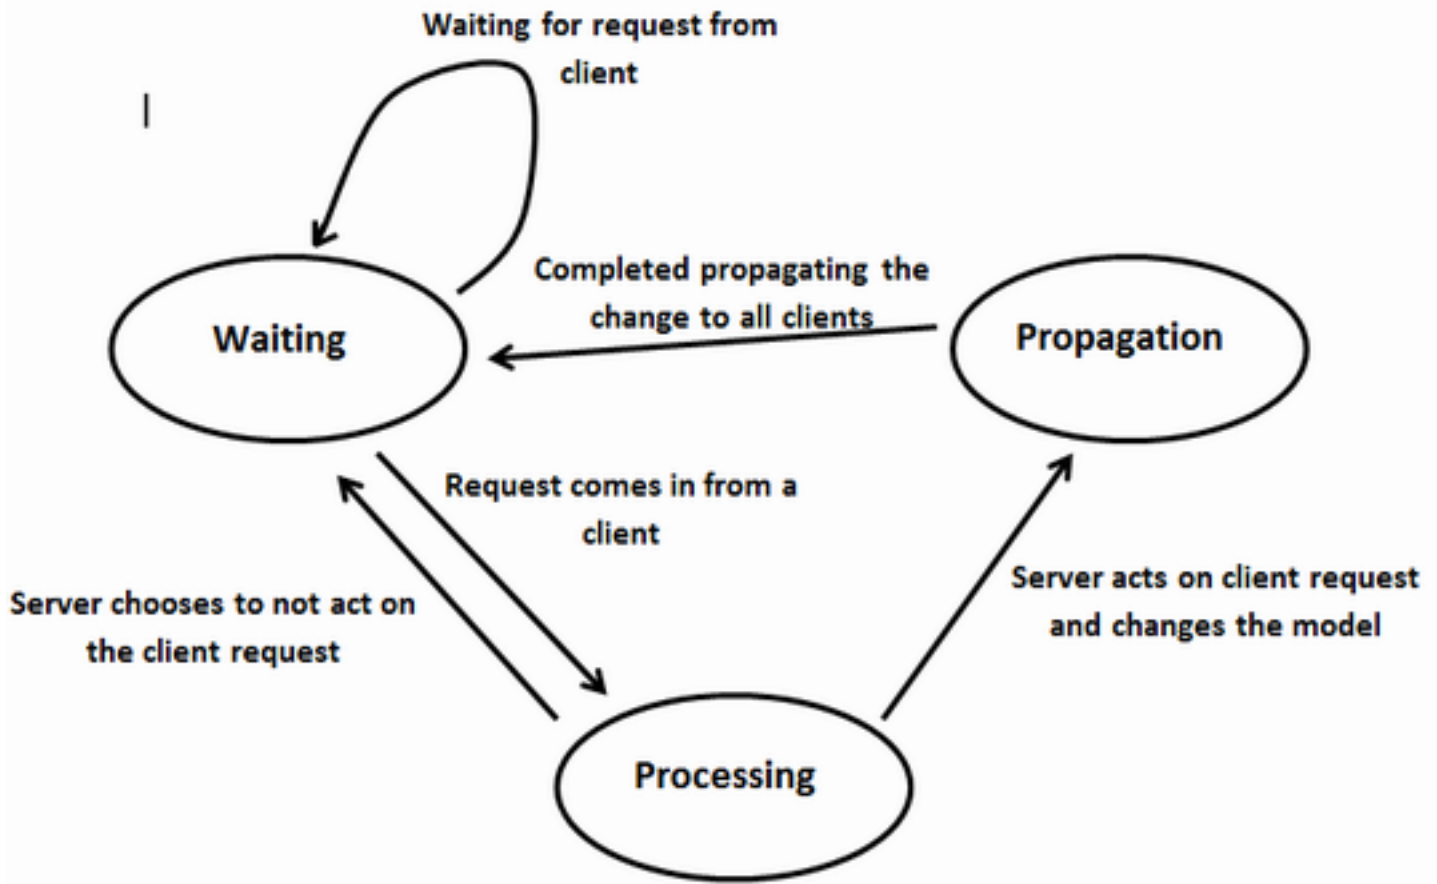 Waiting for request from
client
Completed propagating the
change to all clients
Waiting
Propagation
Request comes in from a
client
Server chooses to not act on
the client request
Server acts on client request
and changes the model
Processing